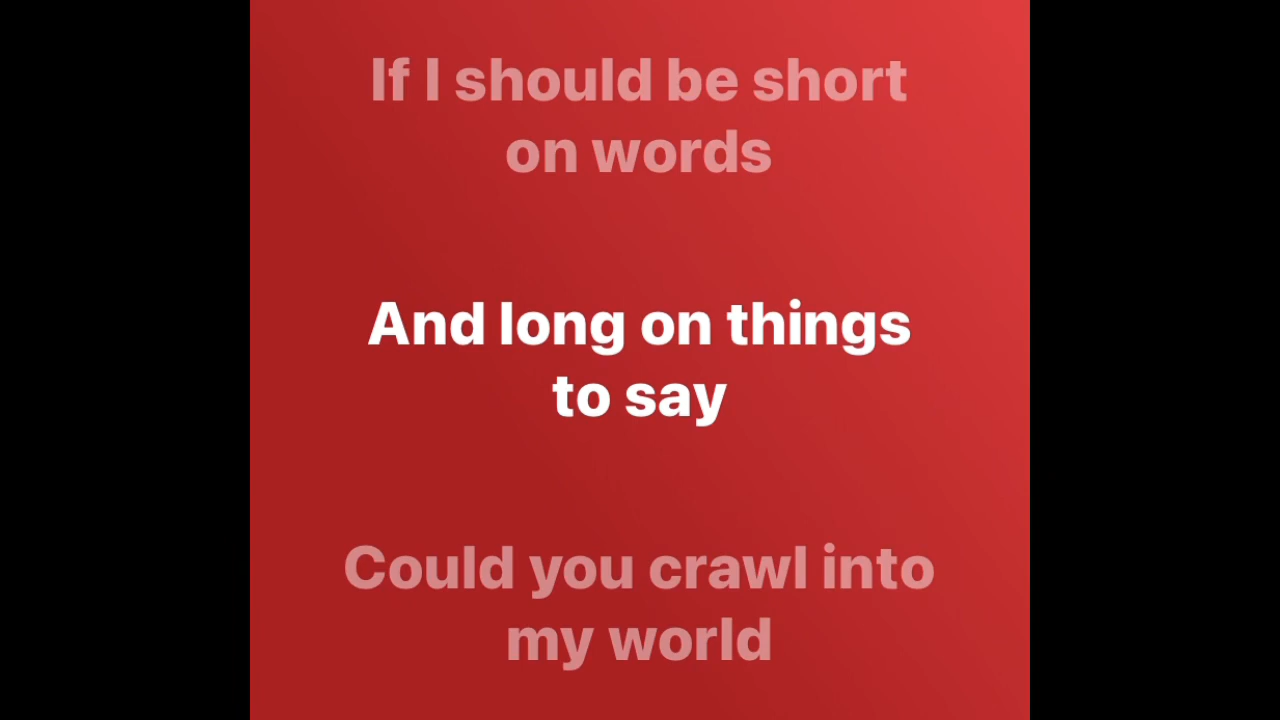 If I should be short
on words
And long on things
to say
Could you crawl into
my world